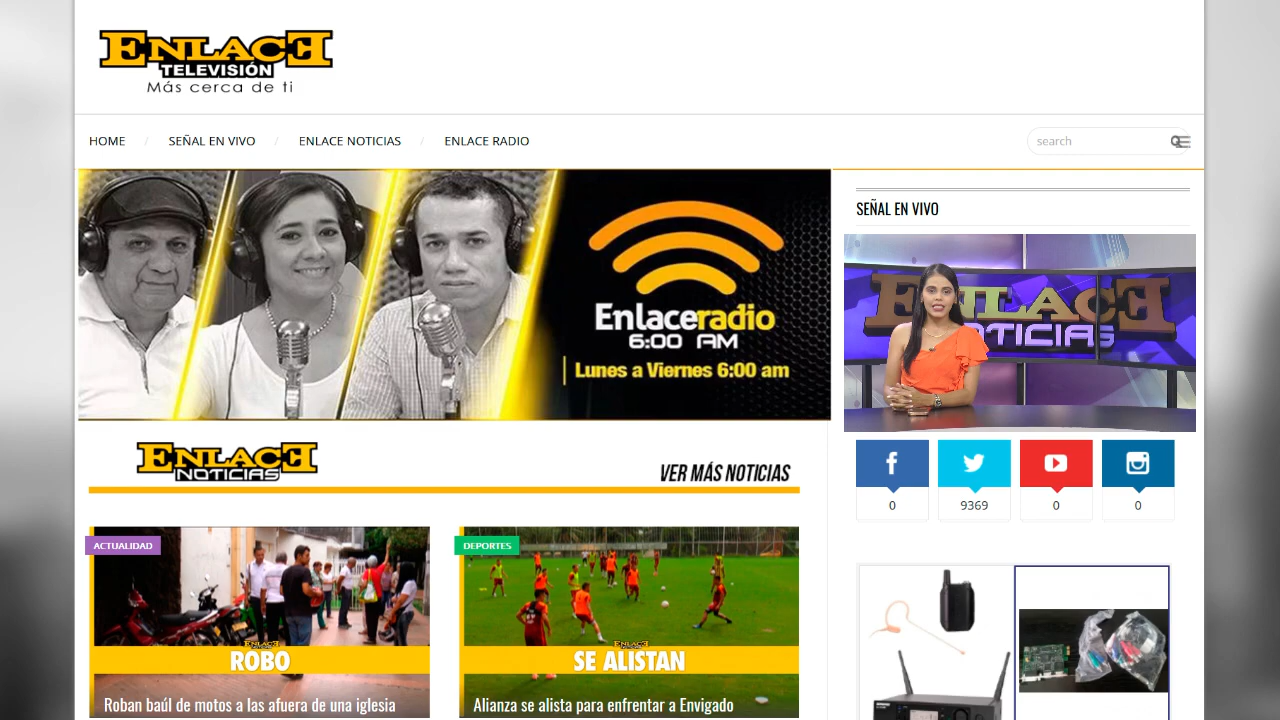 ENLACE
TELEVISIÓN
Más cerca de ti
HOME / SEÑAL EN VIVO / ENLACE NOTICIAS / ENLACE RADIO
search
Enlaceradio
6:00 AM
Lunes a Viernes 6:00 am
SEÑAL EN VIVO
ENLACE
NOTICIAS
0
9369
0
0
ENLACE
NOTICIAS
VER MÁS NOTICIAS
ACTUALIDAD
ENLACE
ROBO
Roban baúl de motos a las afuera de una iglesia
DEPORTES
ENLACE
SE ALISTAN
Alianza se alista para enfrentar a Envigado